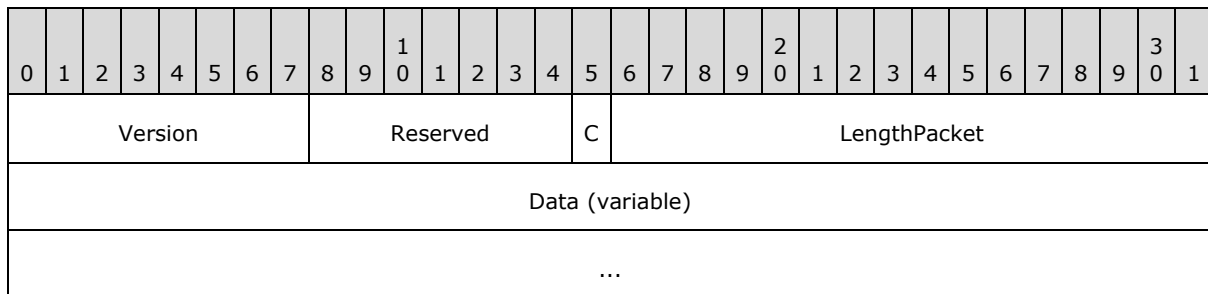 0 1 2 3 4 5 6 7 8 9 1 0 1 2 3 4 5 6 7 8 9 2 0 1 2 3 4 5 6 7 8 9 3 0 1
Version Reserved C LengthPacket
Data (variable)
...